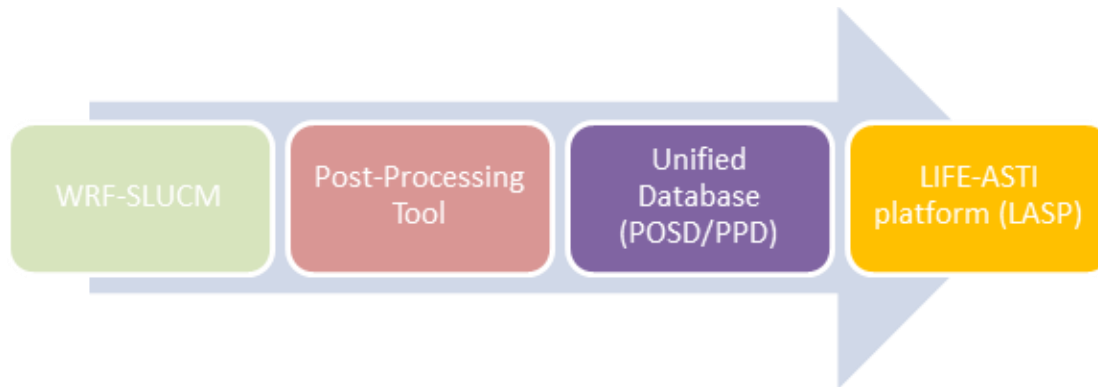 WRF-SLUCM
Post-Processing
Tool
Unified
Database
(POSD/PPD)
LIFE-ASTI
platform (LASP)